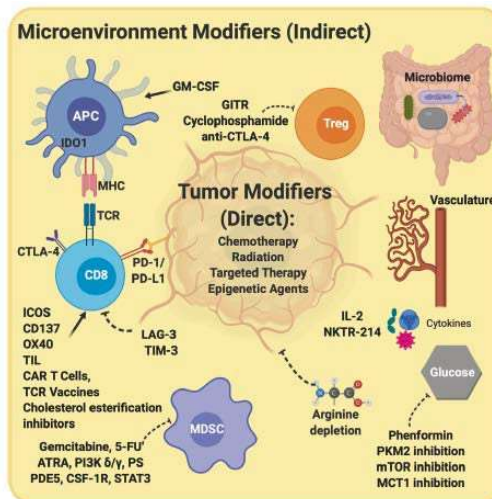 Microenvironment Modifiers (Indirect)
GM-CSF
APC
IDO1
MHC
TCR
CTLA-4
CD8
PD-1/
PD-L1
GITR
Cyclophosphamide
anti-CTLA-4
Treg
Microbiome
Tumor Modifiers
(Direct):
Chemotherapy
Radiation
Targeted Therapy
Epigenetic Agents
Vasculature
ICOS
CD137
OX40
TIL
CAR T Cells,
TCR Vaccines
Cholesterol esterification
inhibitors
LAG-3
TIM-3
IL-2
NKTR-214
Cytokines
Glucose
Arginine
depletion
MDSC
Gemcitabine, 5-FU'
ATRA, PI3K δ/γ, PS
PDE5, CSF-1R, STAT3
Phenformin
PKM2 inhibition
mTOR inhibition
MCT1 inhibition